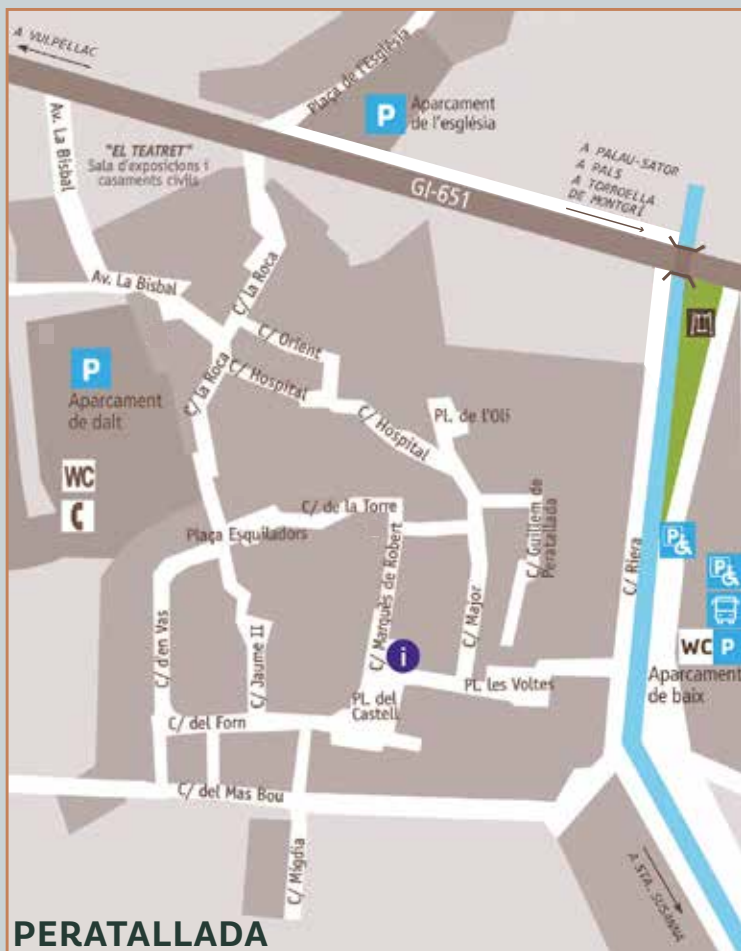 A VULPELLAC
Plaça de l'Església
P
Aparcament
de l'església
Av. La Bisbal
"EL TEATRET"
Sala d'exposicions i
casaments civils
A PALAU-SATOR
A PALS
A TORROELLA
DE MONTGRÍ
GI-651
C/ la Roca
Av. La Bisbal
C/ Orient
C/ Hospital
C/ la Roca
P
Aparcament
de dalt
WC
C/ Hospital
PL. de l'Olí
C/ de la Torre
Plaça Esquiladors
C/ Marquès de Robert
C/ Guillem de
Peratallada
C/ Riera
P
P
WC P
Aparcament
de baix
C/ Major
i
C/ d'en Vas
C/ Jaume II
PL. les Voltes
PL. del
Castell
C/ del Forn
C/ del Mas Bou
C/ Migdia
A STA. SUSANNA
PERATALLADA